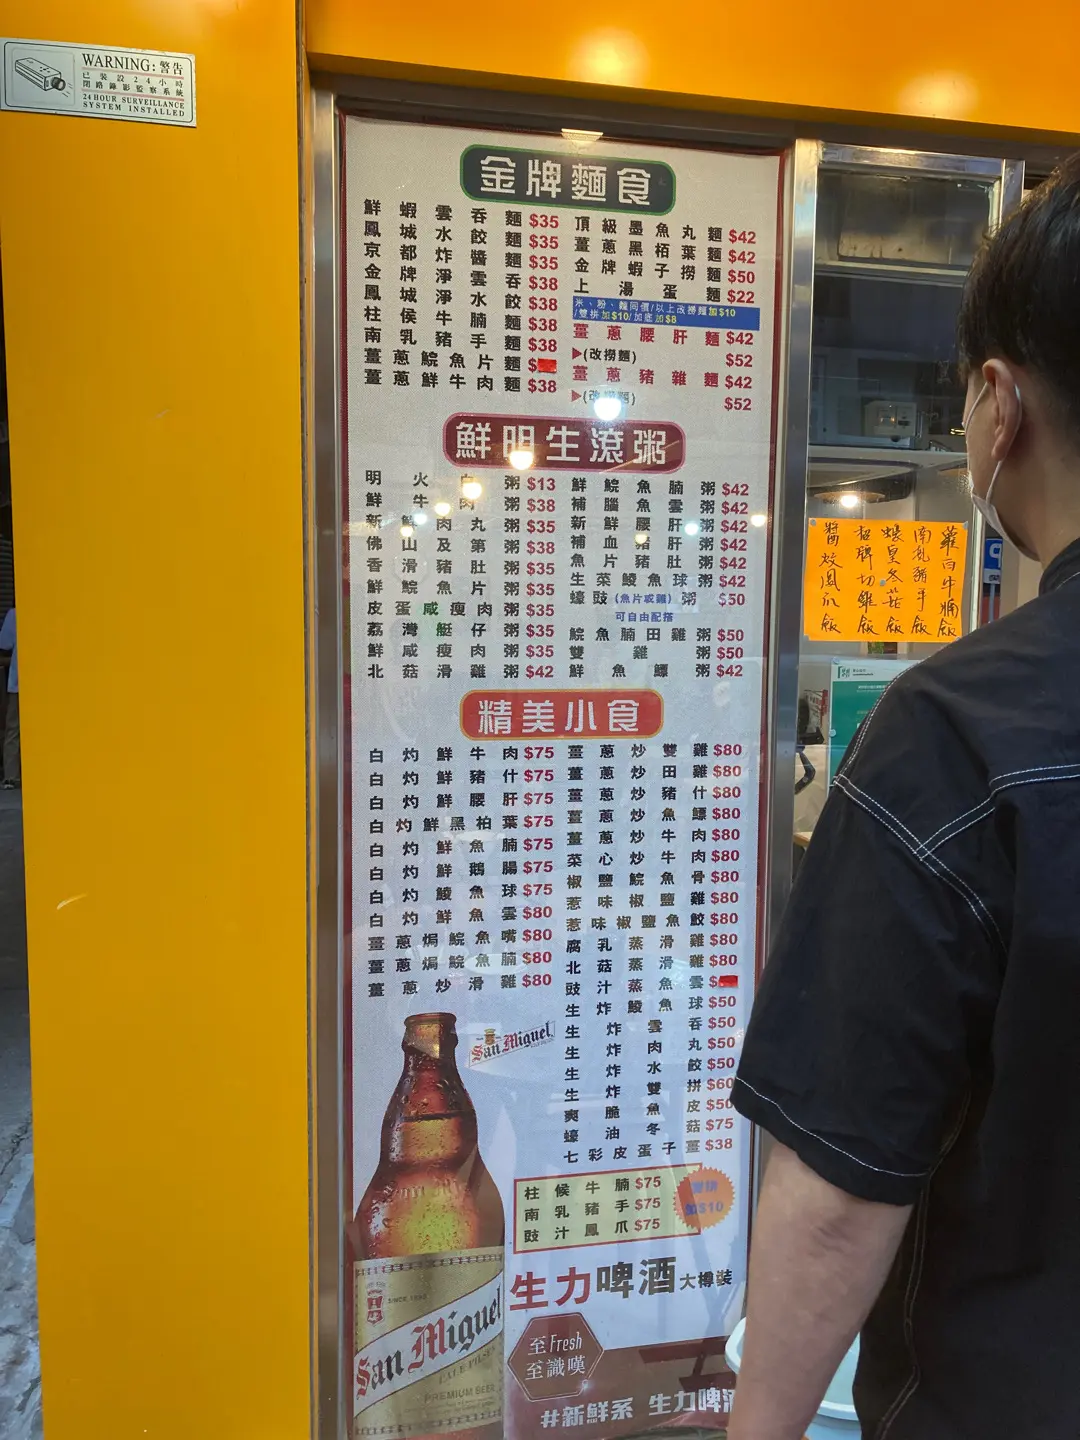 WARNING: 警告
已裝設24小時
閉路錄影監察系統
24 HOUR SURVEILLANCE
SYSTEM INSTALLED
金牌麵食
鮮蝦雲吞麵 $35
鳳城水餃麵 $35
京都炸醬麵 $35
金牌淨雲吞 $38
鳳城淨水餃 $38
柱侯牛腩麵 $38
南乳豬手麵 $38
薑蔥鯇魚片麵 $
薑蔥鮮牛肉麵 $38
頂級墨魚丸麵 $42
薑蔥黑栢葉麵 $42
金牌蝦子撈麵 $50
上湯蛋麵 $22
米、粉、麵同價/以上改撈麵加$10
/雙拼加$10/加底加$8
薑蔥腰肝麵 $42
▶(改撈麵) $52
薑蔥豬雜麵 $42
▶(改 麵) $52
鮮明生滾粥
明火白粥 $13
鮮牛肉粥 $38
新鮮肉丸粥 $35
佛山及第粥 $38
香滑豬肚粥 $35
鮮鯇魚片粥 $35
皮蛋咸瘦肉粥 $35
荔灣艇仔粥 $35
鮮咸瘦肉粥 $35
北菇滑雞粥 $42
鮮鯇魚腩粥 $42
補腦魚雲粥 $42
新鮮腰肝粥 $42
補血豬肝粥 $42
魚片豬肚粥 $42
生菜鯪魚球粥 $42
蠔豉(魚片咸雞)粥 $50
可自由配搭
鯇魚腩田雞粥 $50
雙雞粥 $50
鮮魚鰾粥 $42
精美小食
白灼鮮牛肉 $75
白灼鮮豬什 $75
白灼鮮腰肝 $75
白灼鮮黑柏葉 $75
白灼鮮魚腩 $75
白灼鮮鵝腸 $75
白灼鯪魚球 $75
白灼鮮魚雲 $80
薑蔥焗鯇魚嘴 $80
薑蔥焗鯇魚腩 $80
薑蔥炒滑雞 $80
薑蔥炒雙雞 $80
薑蔥炒田雞 $80
薑蔥炒豬什 $80
薑蔥炒魚鰾 $80
薑蔥炒牛肉 $80
菜心炒牛肉 $80
椒鹽鯇魚骨 $80
惹味椒鹽雞 $80
惹味椒鹽魚餃 $80
腐乳蒸滑雞 $80
北菇蒸滑雞 $80
豉汁蒸魚雲 $
生炸鯪魚球 $50
生炸雲吞 $50
生炸肉丸 $50
生炸水餃 $50
生炸雙拼 $60
爽脆魚皮 $50
蠔油冬菇 $75
七彩皮蛋子薑 $38
San Miguel
柱候牛腩 $75
南乳豬手 $75
豉汁鳳爪 $75
雙拼
加$10
生力啤酒大樽裝
至Fresh
至識嘆
#新鮮系 生力啤酒
SINCE 1890
San Miguel
PALE PILSEN
PREMIUM BEER
蘿白牛腩飯
南乳豬手飯
蠔皇冬菇飯
招牌切雞飯
醬炆鳳爪飯
P